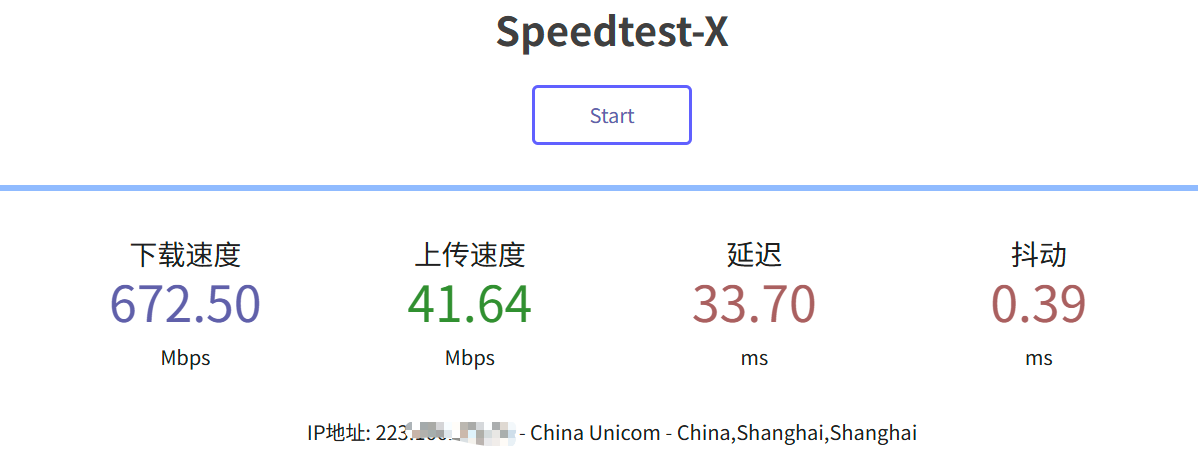 Speedtest-X
Start
下载速度 上传速度 延迟 抖动
672.50 41.64 33.70 0.39
Mbps Mbps ms ms
IP地址: 223. - China Unicom - China,Shanghai,Shanghai